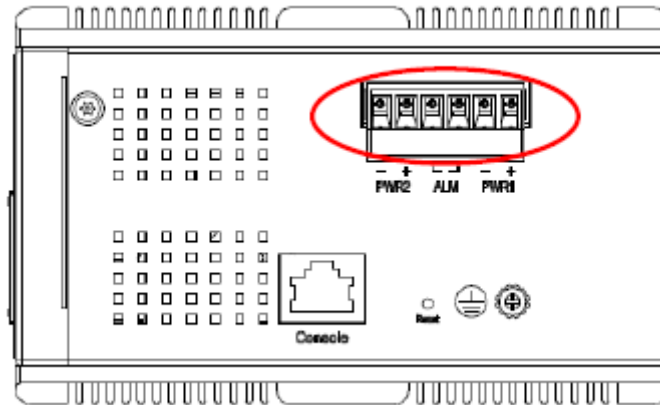 - + - +
PWR2 ALM PWR1
Console
Reset